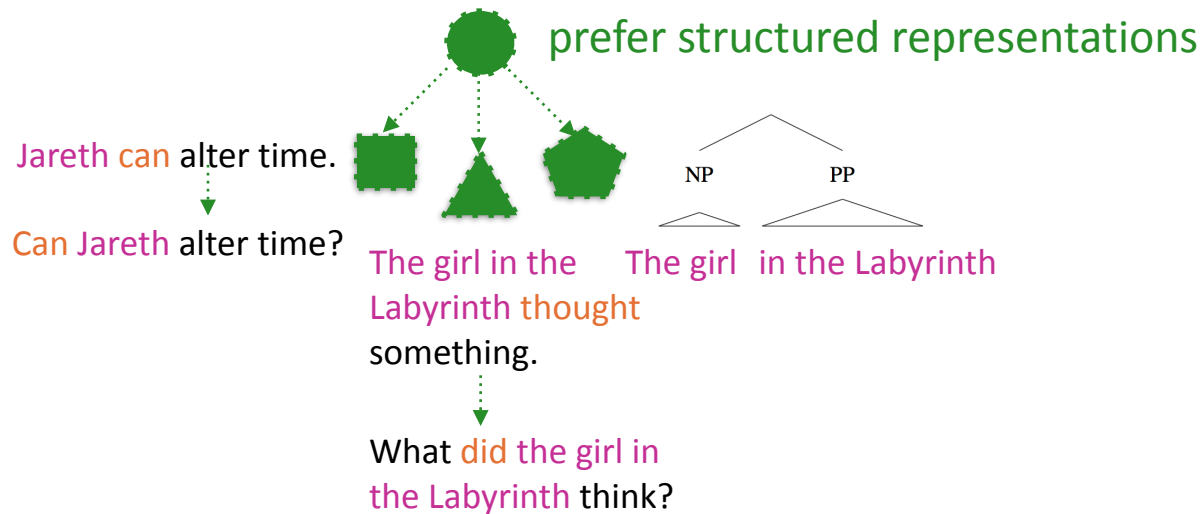 prefer structured representations
Jareth can alter time.
Can Jareth alter time?
NP PP
The girl in the Labyrinth
The girl in the
Labyrinth thought
something.
What did the girl in
the Labyrinth think?